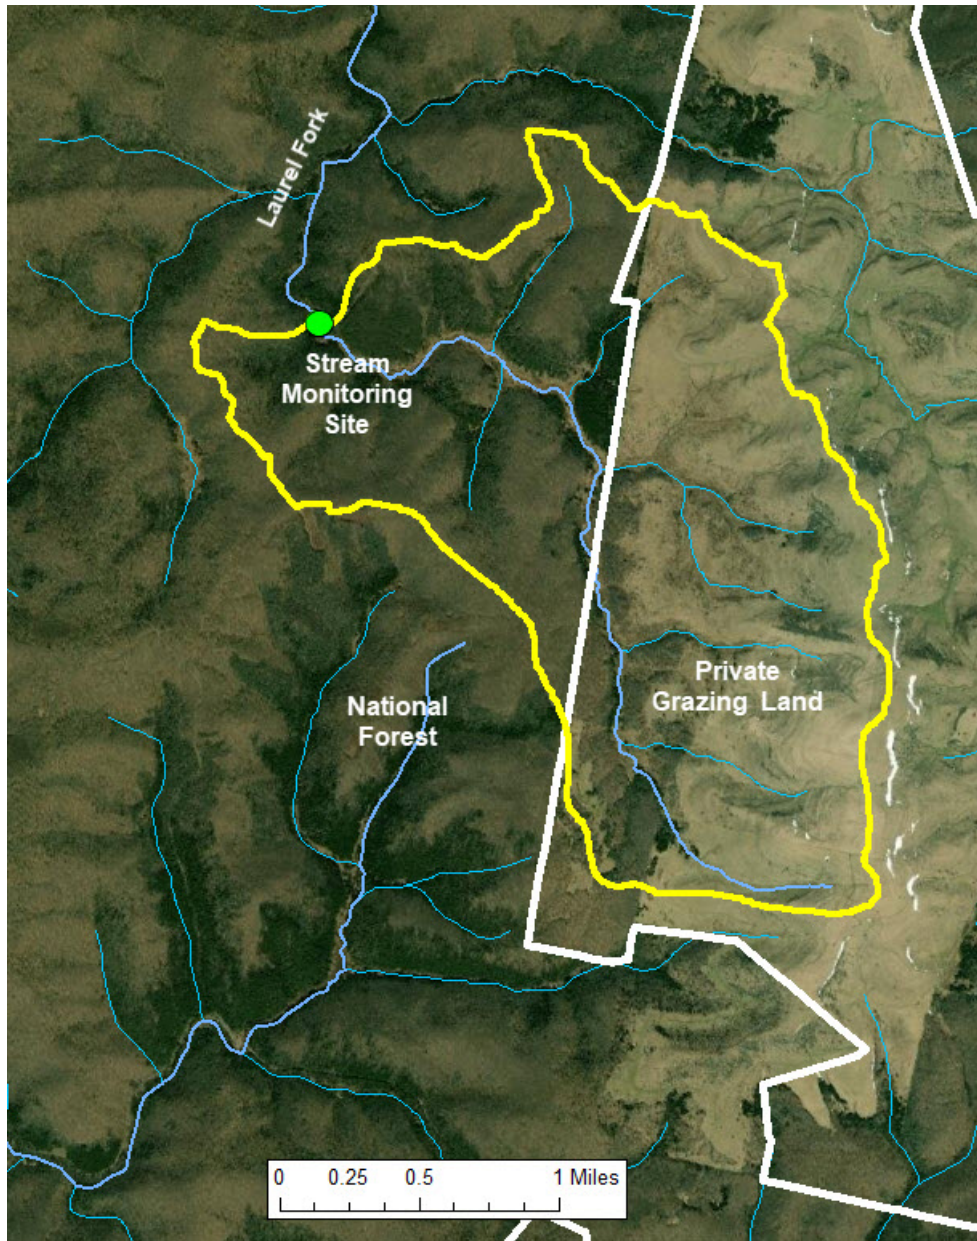 Laurel Fork
Stream
Monitoring
Site
Private
Grazing Land
National
Forest
0 0.25 0.5 1 Miles